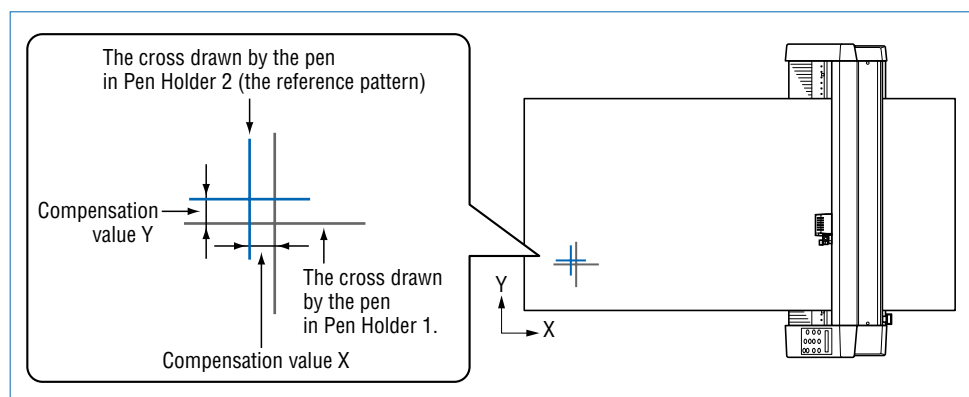 The cross drawn by the pen
in Pen Holder 2 (the reference pattern)
Compensation
value Y
The cross drawn
by the pen
in Pen Holder 1.
Compensation value X
Y
X